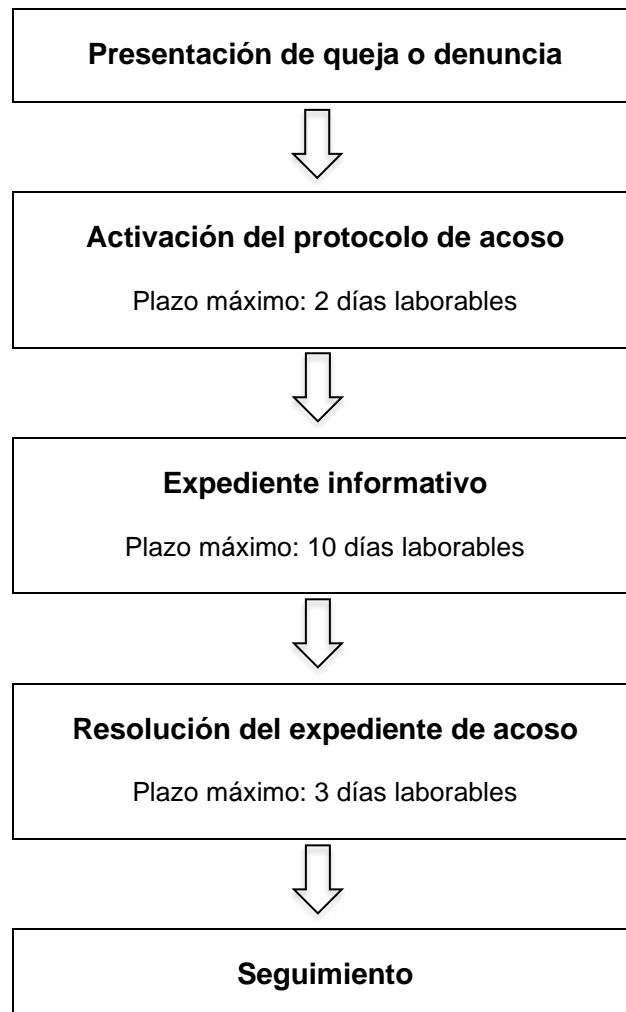 Presentación de queja o denuncia
Activación del protocolo de acoso
Plazo máximo: 2 días laborables
Expediente informativo
Plazo máximo: 10 días laborables
Resolución del expediente de acoso
Plazo máximo: 3 días laborables
Seguimiento